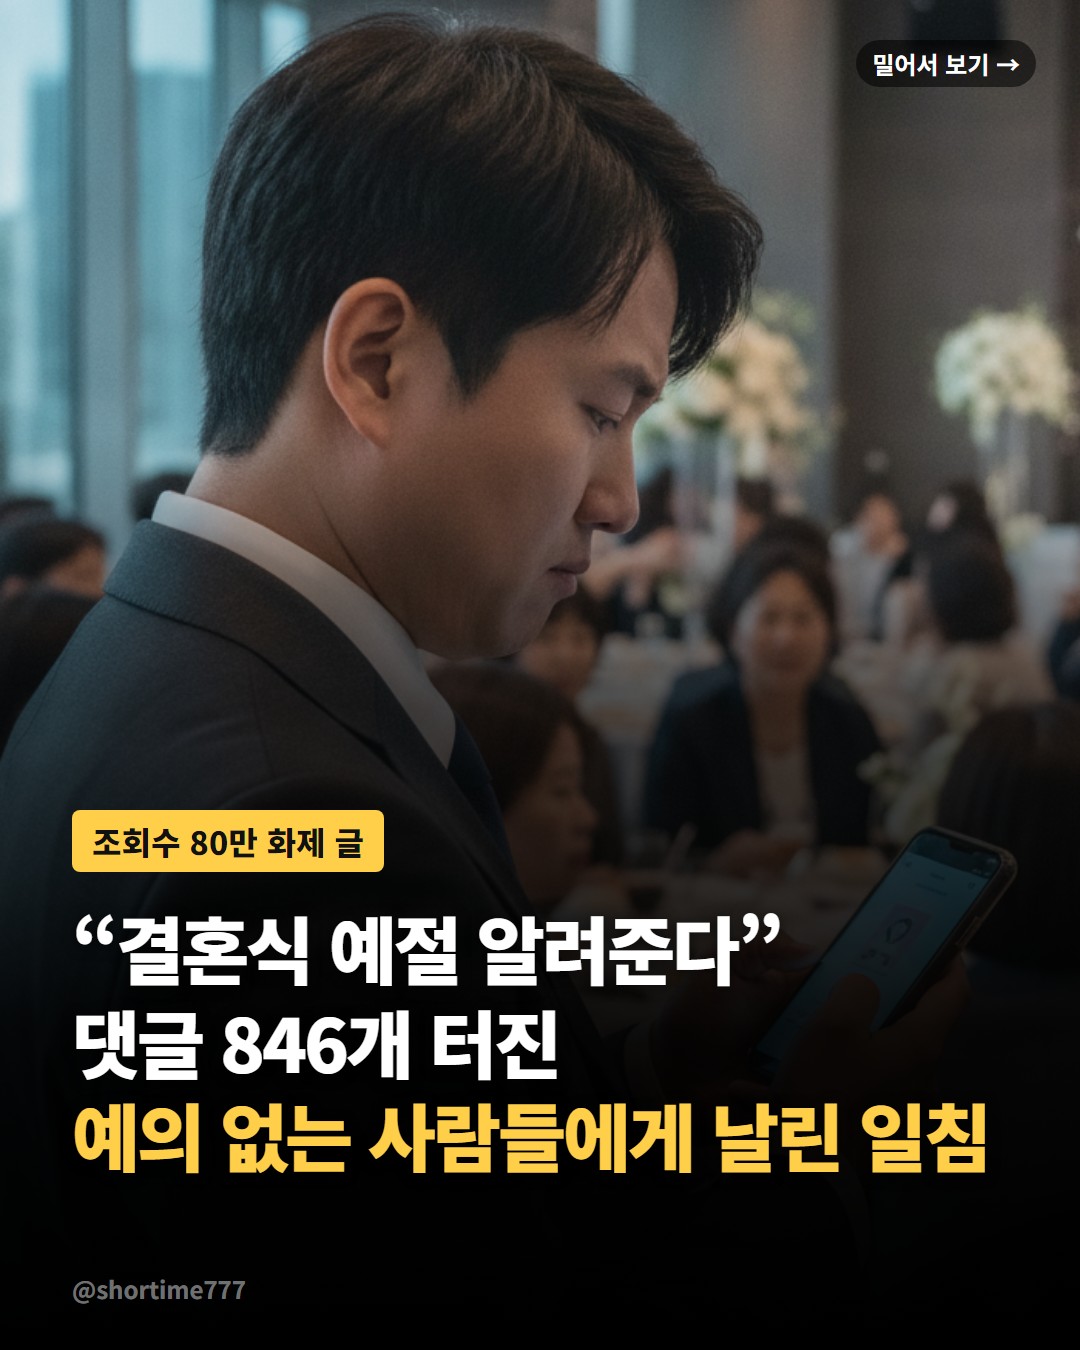 밀어서 보기 →
조회수 80만 화제 글
“결혼식 예절 알려준다”
댓글 846개 터진
예의 없는 사람들에게 날린 일침
@shortime777